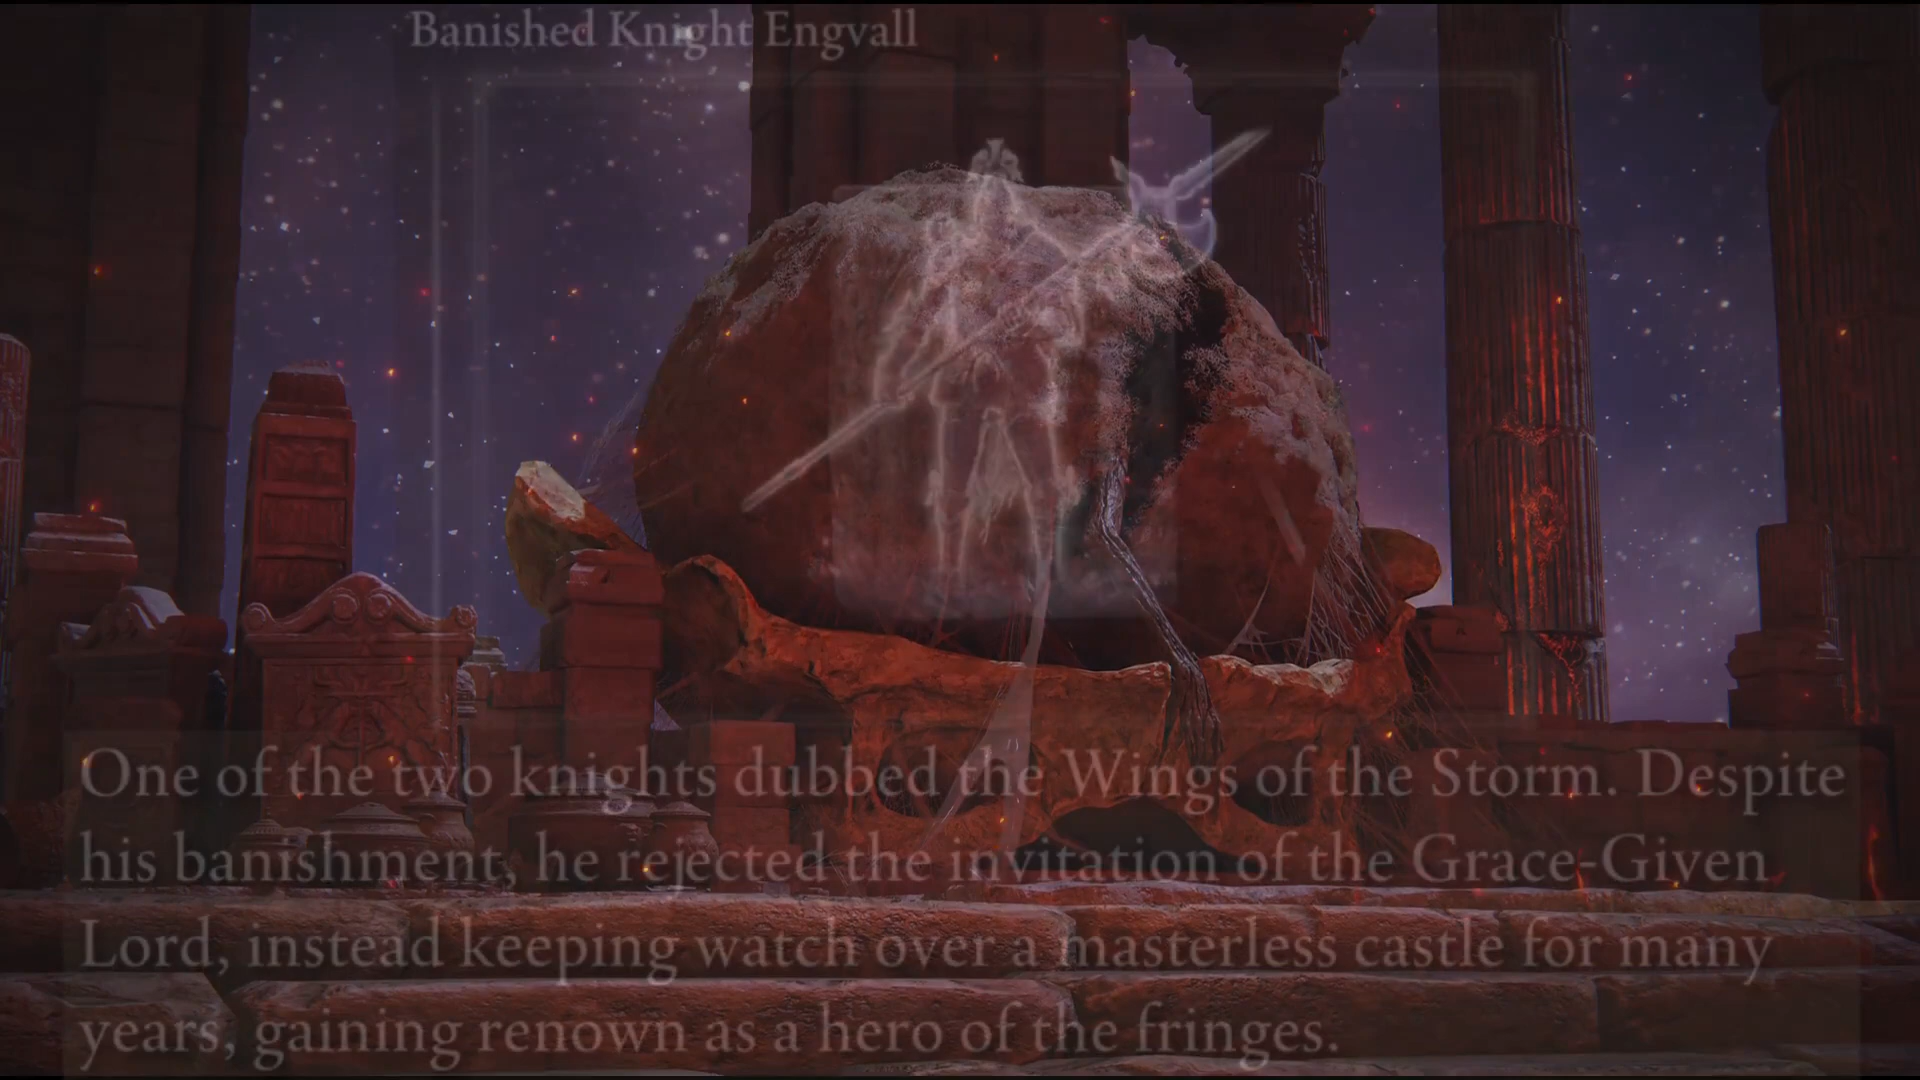 Banished Knight Engvall
One of the two knights dubbed the Wings of the Storm. Despite
his banishment, he rejected the invitation of the Grace-Given
Lord, instead keeping watch over a masterless castle for many
years, gaining renown as a hero of the fringes.